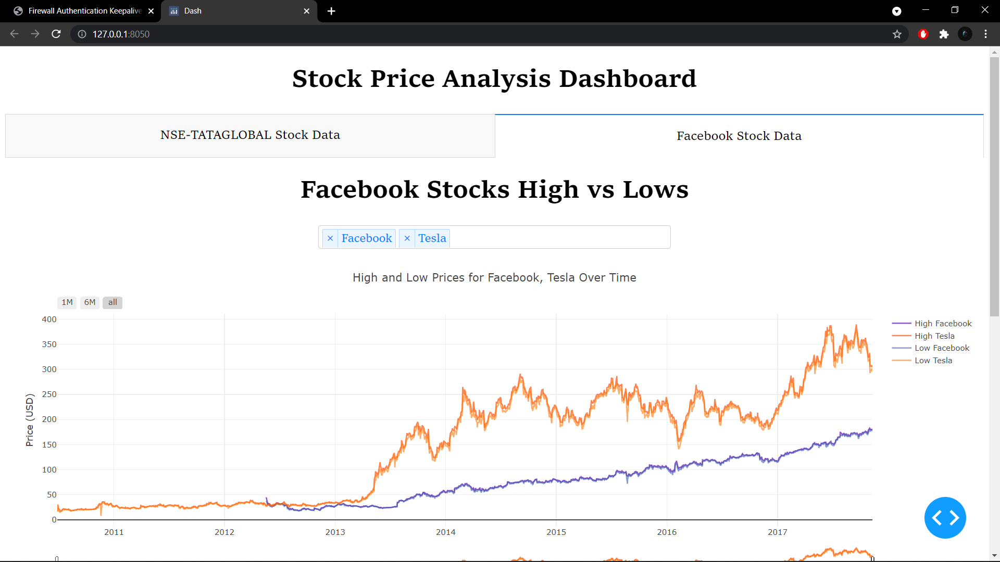 Firewall Authentication Keepalive
Dash
127.0.0.1:8050
Stock Price Analysis Dashboard
NSE-TATAGLOBAL Stock Data
Facebook Stock Data
Facebook Stocks High vs Lows
× Facebook × Tesla
High and Low Prices for Facebook, Tesla Over Time
1M 6M all
400
350
300
250
200
150
100
50
0
Price (USD)
2011 2012 2013 2014 2015 2016 2017
High Facebook
High Tesla
Low Facebook
Low Tesla